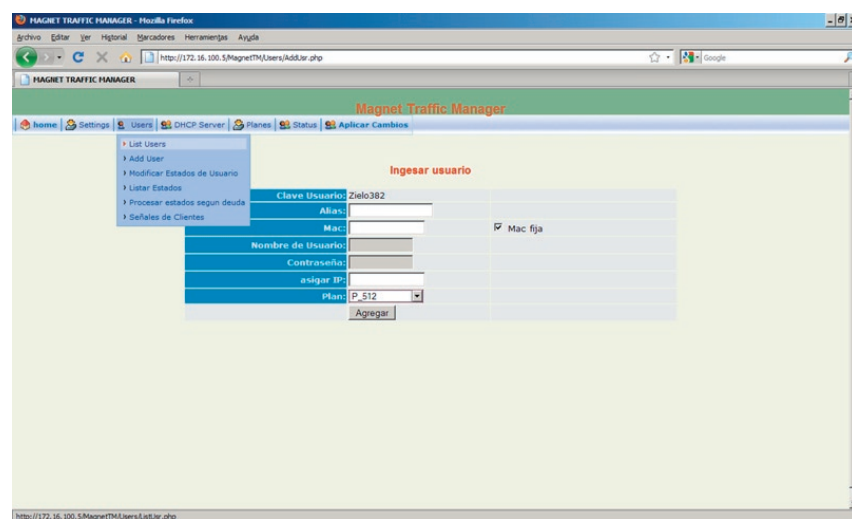 MAGNET TRAFFIC MANAGER - Mozilla Firefox
Archivo Editar Ver Historial Marcadores Herramientas Ayuda
http://172.16.100.5/MagnetTM/Users/AddUsr.php
Google
MAGNET TRAFFIC MANAGER
Magnet Traffic Manager
home Settings Users DHCP Server Planes Status Aplicar Cambios
List Users
Add User
Modificar Estados de Usuario
Listar Estados
Procesar estados segun deuda
Señales de Clientes
Ingesar usuario
Clave Usuario: Zielo382
Alias:
Mac: Mac fija
Nombre de Usuario:
Contraseña:
asigar IP:
Plan: P_512
Agregar
http://172.16.100.5/MagnetTM/Users/ListUsr.php